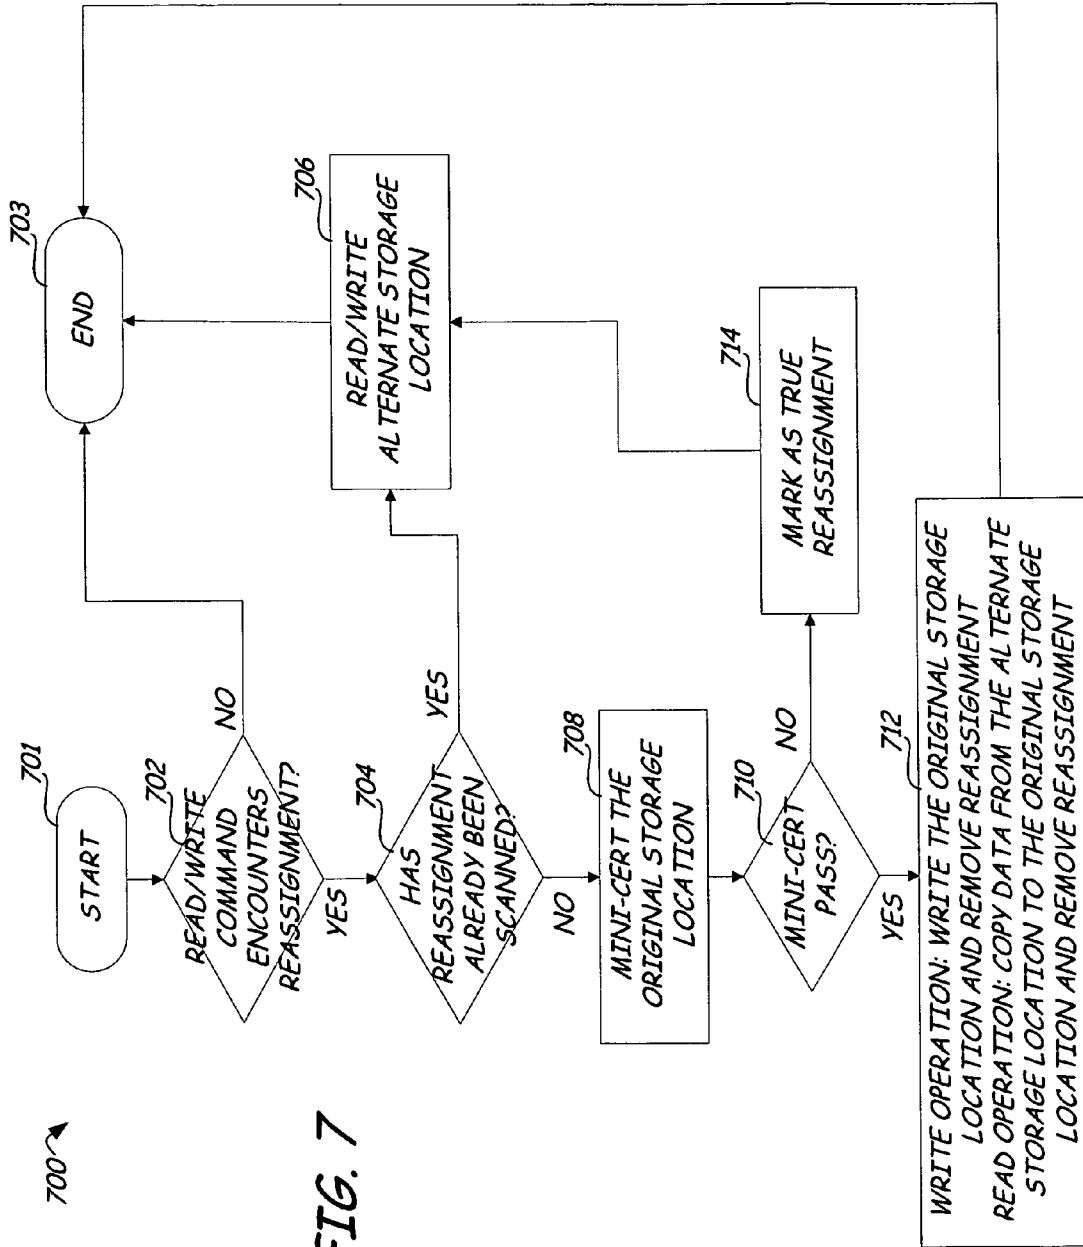 700
FIG. 7
701
START
702
READ/WRITE
COMMAND
ENCOUNTERS
REASSIGNMENT?
NO
YES
703
END
704
HAS
REASSIGNMENT
ALREADY BEEN
SCANNED?
YES
NO
706
READ/WRITE
ALTERNATE STORAGE
LOCATION
708
MINI-CERT THE
ORIGINAL STORAGE
LOCATION
710
MINI-CERT
PASS?
NO
YES
714
MARK AS TRUE
REASSIGNMENT
712
WRITE OPERATION: WRITE THE ORIGINAL STORAGE
LOCATION AND REMOVE REASSIGNMENT
READ OPERATION: COPY DATA FROM THE ALTERNATE
STORAGE LOCATION TO THE ORIGINAL STORAGE
LOCATION AND REMOVE REASSIGNMENT